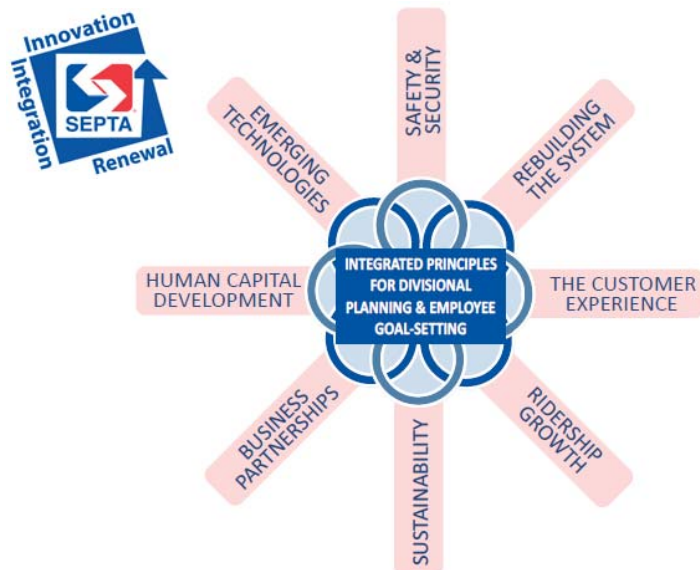 Innovation
Integration
SEPTA
Renewal
SAFETY &
SECURITY
REBUILDING
THE SYSTEM
THE CUSTOMER
EXPERIENCE
RIDERSHIP
GROWTH
SUSTAINABILITY
BUSINESS
PARTNERSHIPS
HUMAN CAPITAL
DEVELOPMENT
EMERGING
TECHNOLOGIES
INTEGRATED PRINCIPLES
FOR DIVISIONAL
PLANNING & EMPLOYEE
GOAL-SETTING